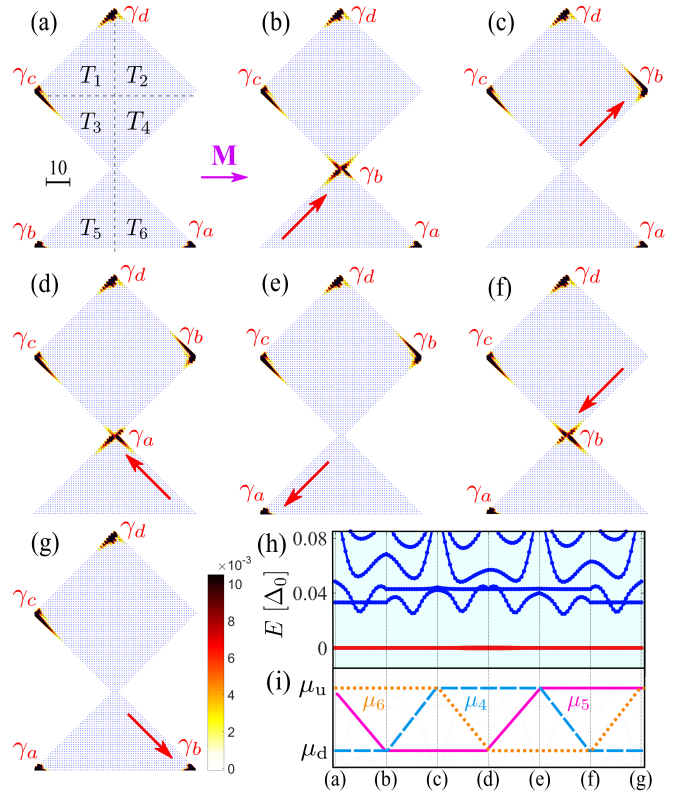 (a)
γd
γc
T₁ T₂
T₃ T₄
10
γb
T₅ T₆
γa
M
(b)
γd
γc
γb
γa
(c)
γd
γb
γc
γa
(d)
γd
γc
γb
γa
(e)
γd
γc
γb
γa
(f)
γd
γc
γb
γa
(g)
γd
γc
γa
γb
10 × 10⁻³
8
6
4
2
0
(h)
E [Δ₀]
0.08
0.04
0
(i)
μu
μ₆ μ₄ μ₅
μd
(a) (b) (c) (d) (e) (f) (g)